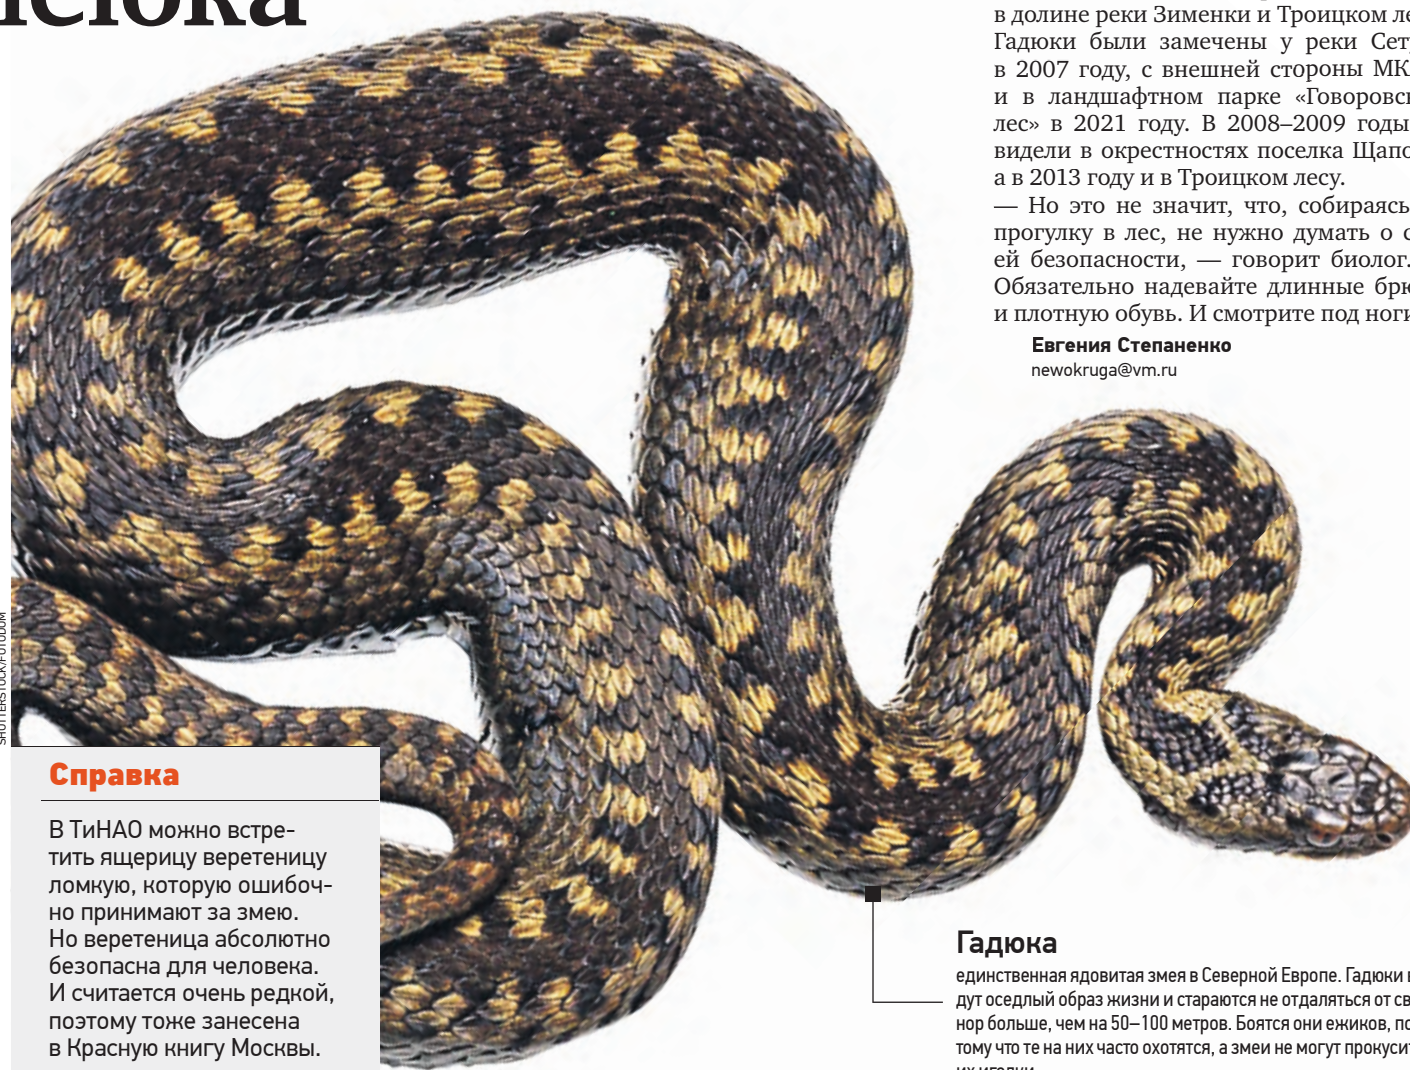 в долине реки Зименки и Троицком
Гадюки были замечены у реки
в 2007 году, с внешней стороны
и в ландшафтном парке
лес» в 2021 году. В 2008–2009
видели в окрестностях поселка
а в 2013 году и в Троицком лесу.
— Но это не значит, что, собираясь
прогулку в лес, не нужно думать о
ей безопасности, — говорит биолог.
Обязательно надевайте длинные
и плотную обувь. И смотрите под
Евгения Степаненко
newokruga@vm.ru
SHUTTERSTOCK/FOTODOM
Справка
В ТиНАО можно встре-
тить ящерицу веретеницу
ломкую, которую ошибоч-
но принимают за змею.
Но веретеница абсолютно
безопасна для человека.
И считается очень редкой,
поэтому тоже занесена
в Красную книгу Москвы.
Гадюка
единственная ядовитая змея в Северной Европе. Гадюки
дут оседлый образ жизни и стараются не отдаляться от
нор больше, чем на 50–100 метров. Боятся они ежиков,
тому что те на них часто охотятся, а змеи не могут